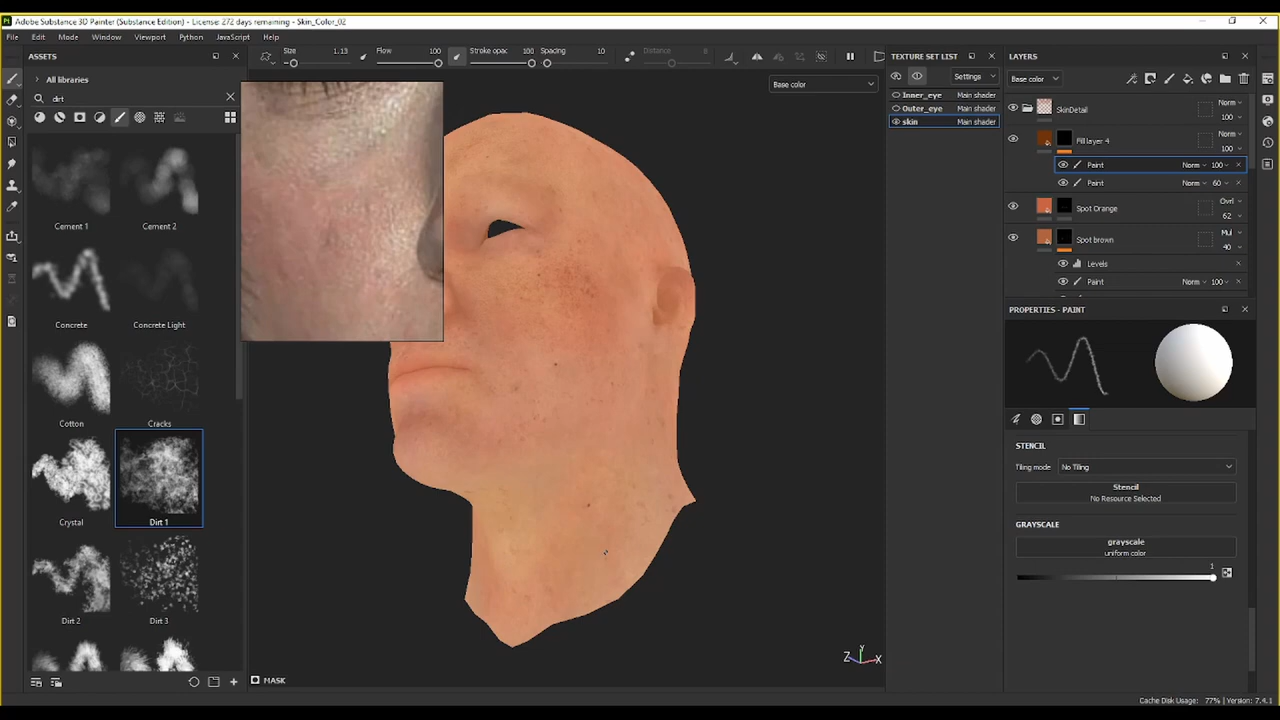 Pt Adobe Substance 3D Painter (Substance Edition) - License: 272 days remaining - Skin_Color_02
File Edit Mode Window Viewport Python JavaScript Help
ASSETS
Size 1.13 Flow 100 Stroke opac 100 Spacing 10 Distance 8
All libraries
dirt
Cement 1 Cement 2
Concrete Concrete Light
Cotton Cracks
Crystal Dirt 1
Dirt 2 Dirt 3
Base color
MASK
Z Y X
TEXTURE SET LIST
Settings
Inner_eye Main shader
Outer_eye Main shader
skin Main shader
LAYERS
Base color
SkinDetail Norm 100
Fill layer 4 Norm 100
Paint Norm 100
Paint Norm 60
Spot Orange Ovrl 62
Spot brown Mul 40
Levels
Paint Norm 100
PROPERTIES - PAINT
STENCIL
Tiling mode No Tiling
Stencil
No Resource Selected
GRAYSCALE
grayscale
uniform color
1
Cache Disk Usage: 77% | Version: 7.4.1